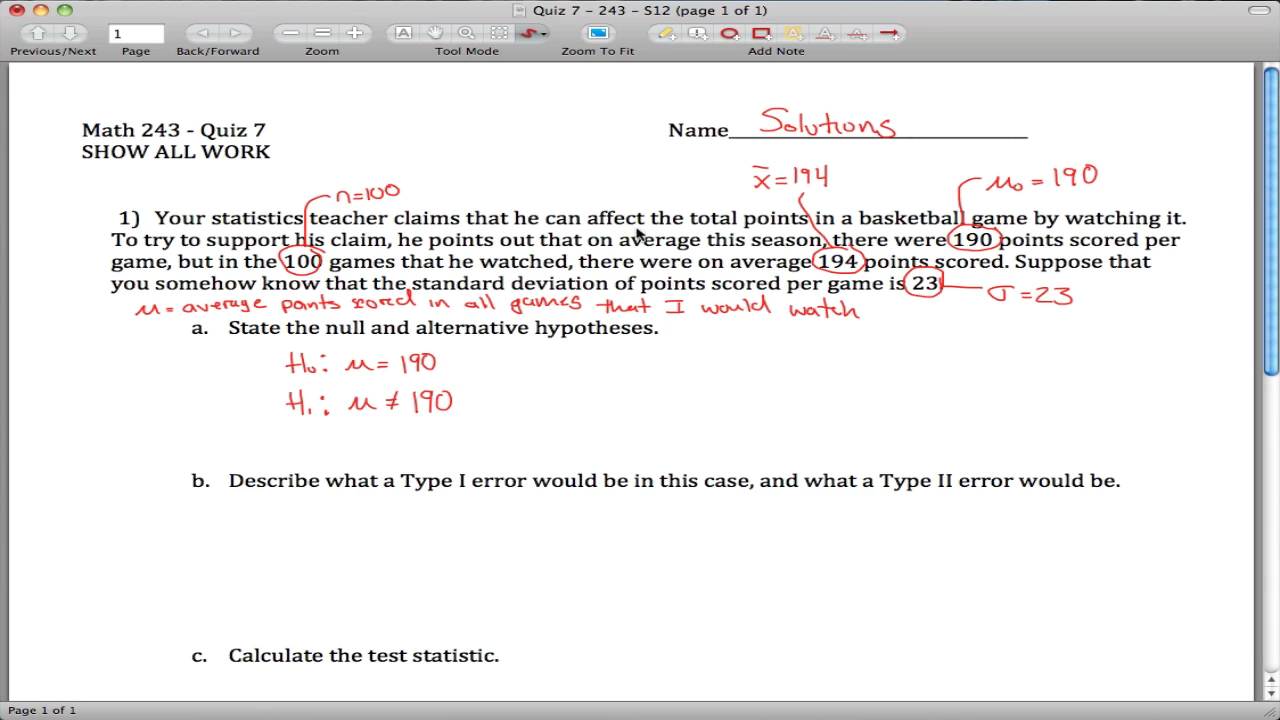 Quiz 7 - 243 - S12 (page 1 of 1)
1
Previous/Next
Page
Back/Forward
Zoom
Tool Mode
Zoom To Fit
Add Note
Math 243 - Quiz 7
Name Solutions
SHOW ALL WORK
n=100
x̄=194
μ₀ = 190
1) Your statistics teacher claims that he can affect the total points in a basketball game by watching it.
To try to support his claim, he points out that on average this season, there were 190 points scored per
game, but in the 100 games that he watched, there were on average 194 points scored. Suppose that
you somehow know that the standard deviation of points scored per game is 23
σ=23
μ = average points scored in all games that I would watch
a. State the null and alternative hypotheses.
H₀: μ = 190
H₁: μ ≠ 190
b. Describe what a Type I error would be in this case, and what a Type II error would be.
c. Calculate the test statistic.
Page 1 of 1